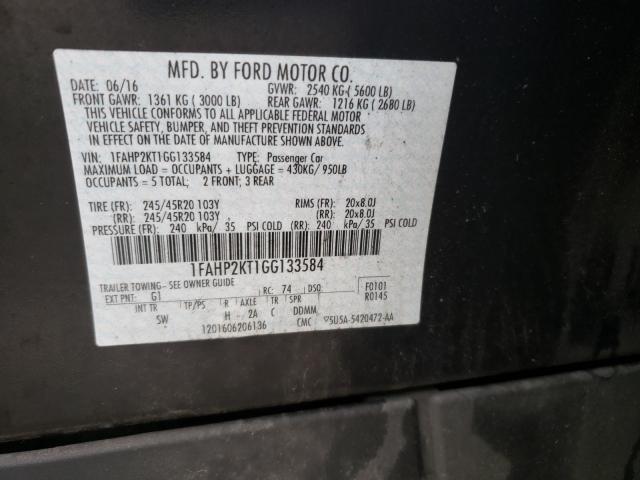 MFD. BY FORD MOTOR CO.
DATE: 06/16 GVWR: 2540 KG-( 5600 LB)
FRONT GAWR: 1361 KG ( 3000 LB) REAR GAWR: 1216 KG ( 2680 LB)
THIS VEHICLE CONFORMS TO ALL APPLICABLE FEDERAL MOTOR
VEHICLE SAFETY, BUMPER, AND THEFT PREVENTION STANDARDS
IN EFFECT ON THE DATE OF MANUFACTURE SHOWN ABOVE.
VIN: 1FAHP2KT1GG133584 TYPE: Passenger Car
MAXIMUM LOAD = OCCUPANTS + LUGGAGE = 430KG/ 950LB
OCCUPANTS = 5 TOTAL; 2 FRONT; 3 REAR
TIRE (FR): 245/45R20 103Y RIMS (FR): 20x8.0J
(RR): 245/45R20 103Y (RR): 20x8.0J
PRESSURE (FR): 240 kPa/ 35 PSI COLD (RR): 240 kPa/ 35 PSI COLD
1FAHP2KT1GG133584
TRAILER TOWING- SEE OWNER GUIDE
EXT PNT: G1 RC: 74 DSO: F0101
R0145
INT TR TP/PS R AXLE TR SPR
SW H 2A C DDMM
1201606206136 CMC 5U5A-5420472-AA